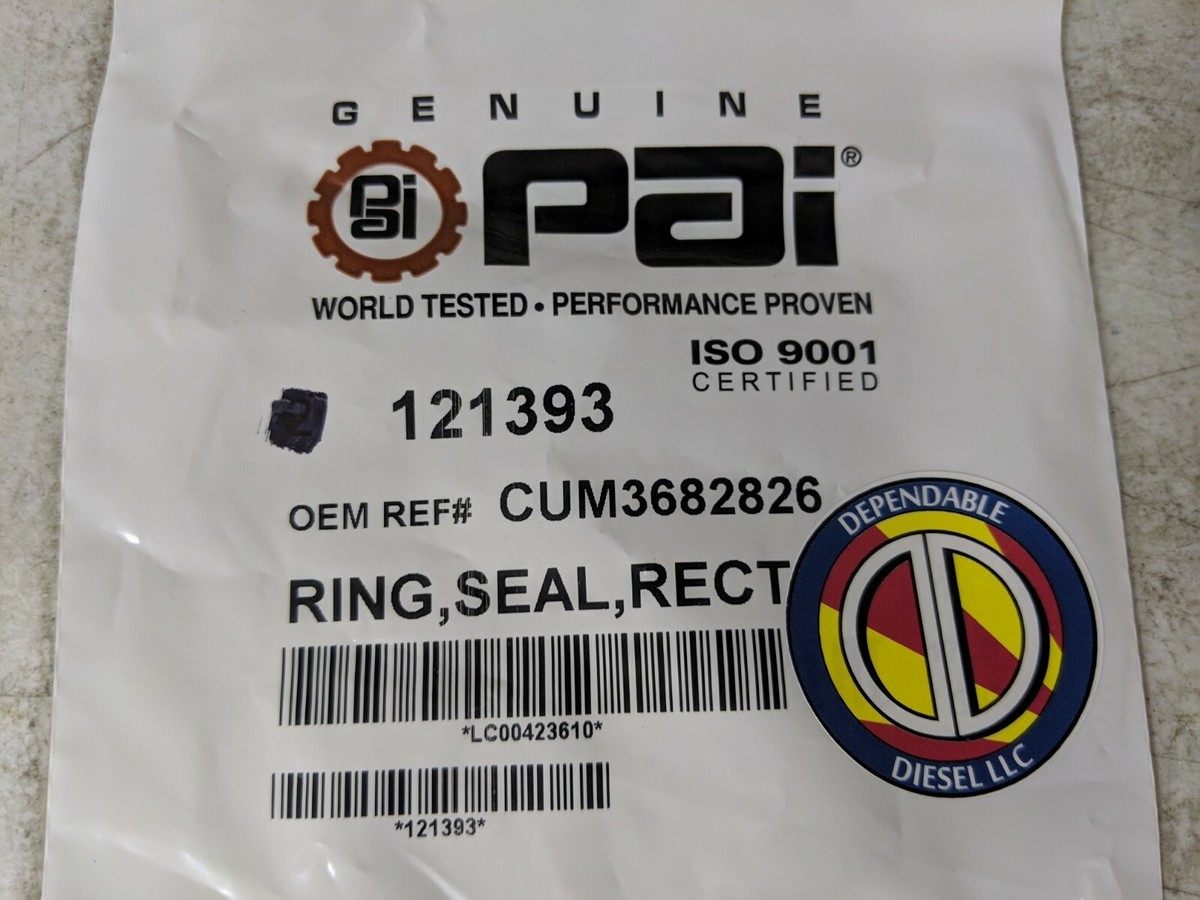 GENUINE
pai
pai®
WORLD TESTED • PERFORMANCE PROVEN
ISO 9001
CERTIFIED
121393
OEM REF# CUM3682826
RING,SEAL,RECT
*LC00423610*
*121393*
DEPENDABLE
DIESEL LLC